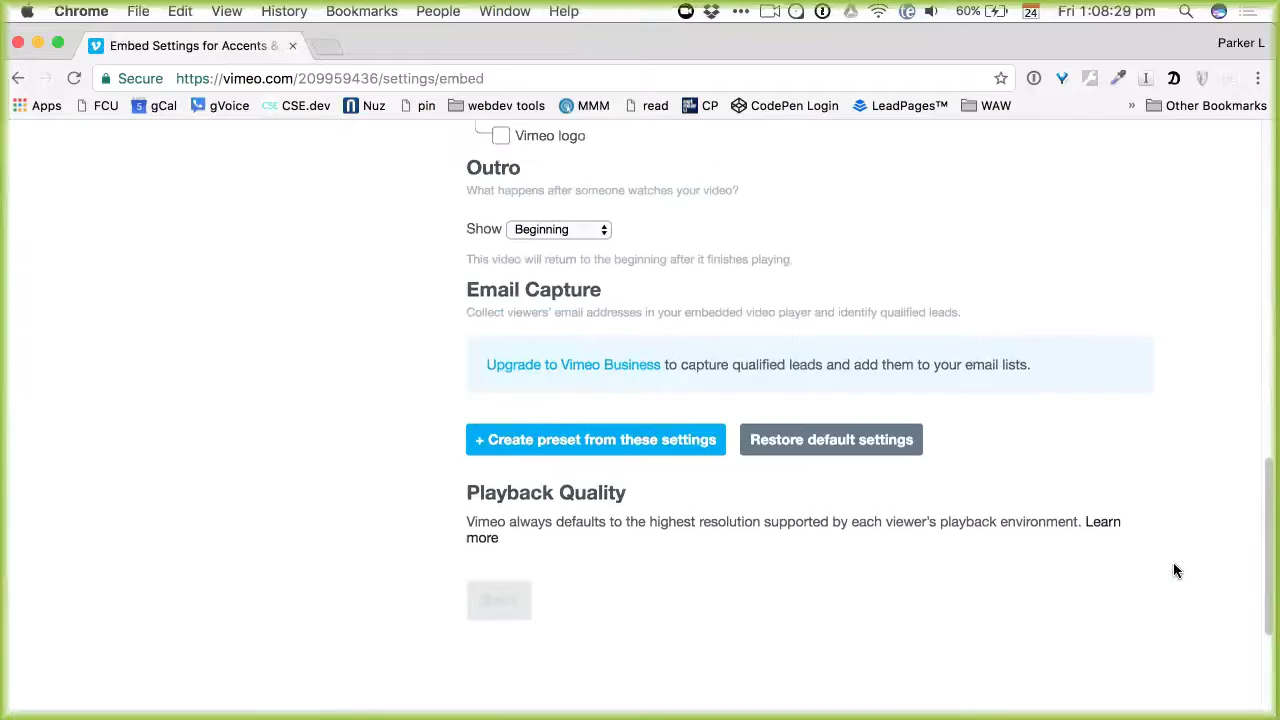 Chrome File Edit View History Bookmarks People Window Help 60% 24 Fri 1:08:29 pm
Embed Settings for Accents & Parker L
Secure https://vimeo.com/209959436/settings/embed
Apps FCU gCal gVoice CSE.dev Nuz pin webdev tools MMM read CP CodePen Login LeadPages™ WAW » Other Bookmarks
Vimeo logo
Outro
What happens after someone watches your video?
Show Beginning
This video will return to the beginning after it finishes playing.
Email Capture
Collect viewers' email addresses in your embedded video player and identify qualified leads.
Upgrade to Vimeo Business to capture qualified leads and add them to your email lists.
+ Create preset from these settings Restore default settings
Playback Quality
Vimeo always defaults to the highest resolution supported by each viewer's playback environment. Learn
more